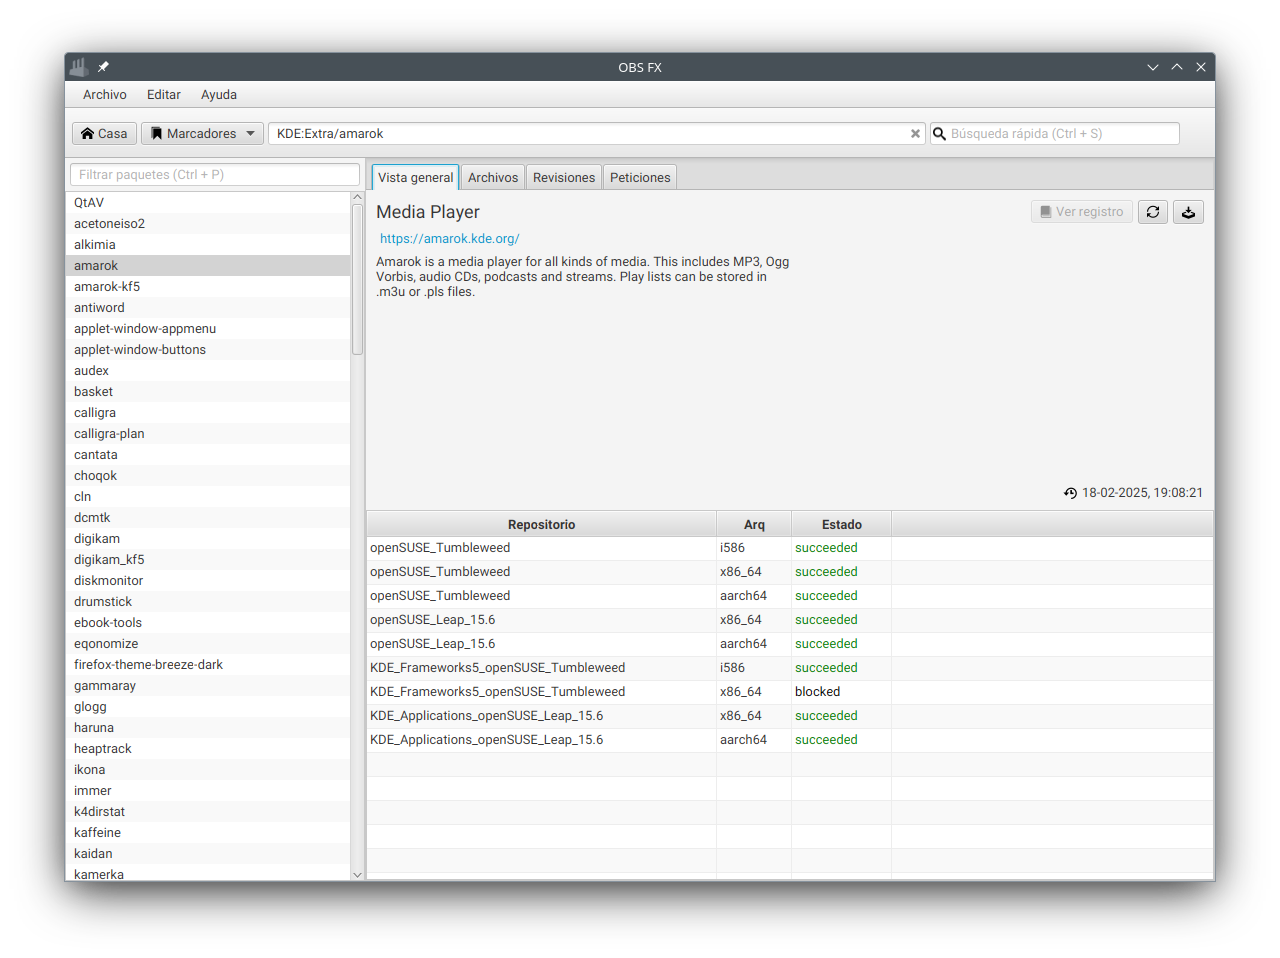 OBS FX
Archivo Editar Ayuda
Casa Marcadores KDE:Extra/amarok Búsqueda rápida (Ctrl + S)
Filtrar paquetes (Ctrl + P)
QtAV
acetoneiso2
alkimia
amarok
amarok-kf5
antiword
applet-window-appmenu
applet-window-buttons
audex
basket
calligra
calligra-plan
cantata
choqok
cln
dcmtk
digikam
digikam_kf5
diskmonitor
drumstick
ebook-tools
eqonomize
firefox-theme-breeze-dark
gammaray
glogg
haruna
heaptrack
ikona
immer
k4dirstat
kaffeine
kaidan
kamerka
Vista general Archivos Revisiones Peticiones
Media Player Ver registro
https://amarok.kde.org/
Amarok is a media player for all kinds of media. This includes MP3, Ogg
Vorbis, audio CDs, podcasts and streams. Play lists can be stored in
.m3u or .pls files.
18-02-2025, 19:08:21
Repositorio Arq Estado
openSUSE_Tumbleweed i586 succeeded
openSUSE_Tumbleweed x86_64 succeeded
openSUSE_Tumbleweed aarch64 succeeded
openSUSE_Leap_15.6 x86_64 succeeded
openSUSE_Leap_15.6 aarch64 succeeded
KDE_Frameworks5_openSUSE_Tumbleweed i586 succeeded
KDE_Frameworks5_openSUSE_Tumbleweed x86_64 blocked
KDE_Applications_openSUSE_Leap_15.6 x86_64 succeeded
KDE_Applications_openSUSE_Leap_15.6 aarch64 succeeded